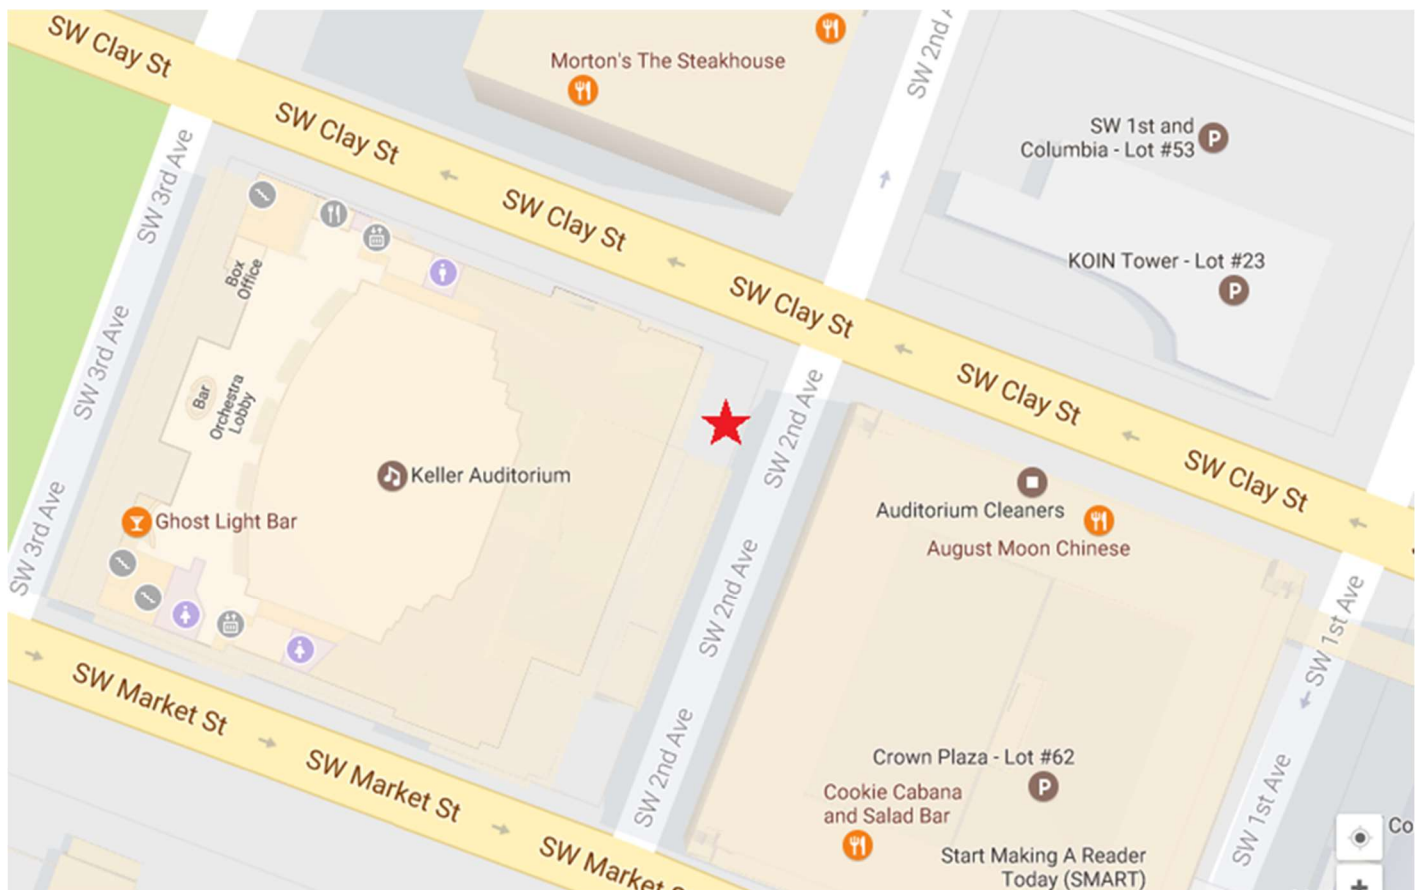 SW Clay St
SW 2nd A
Morton's The Steakhouse
SW Clay St
SW 1st and
Columbia - Lot #53
SW 3rd Ave
SW Clay St
KOIN Tower - Lot #23
Box
Office
SW Clay St
SW 3rd Ave
Bar
Orchestra
Lobby
SW 2nd Ave
SW Clay St
Keller Auditorium
SW Clay St
Auditorium Cleaners
Ghost Light Bar
August Moon Chinese
SW 3rd Ave
SW 2nd Ave
SW 1st Ave
SW Market St
SW Market St
SW 2nd Ave
Crown Plaza - Lot #62
Cookie Cabana
and Salad Bar
SW 1st Ave
Co
SW Market S
Start Making A Reader
Today (SMART)
P
P
P